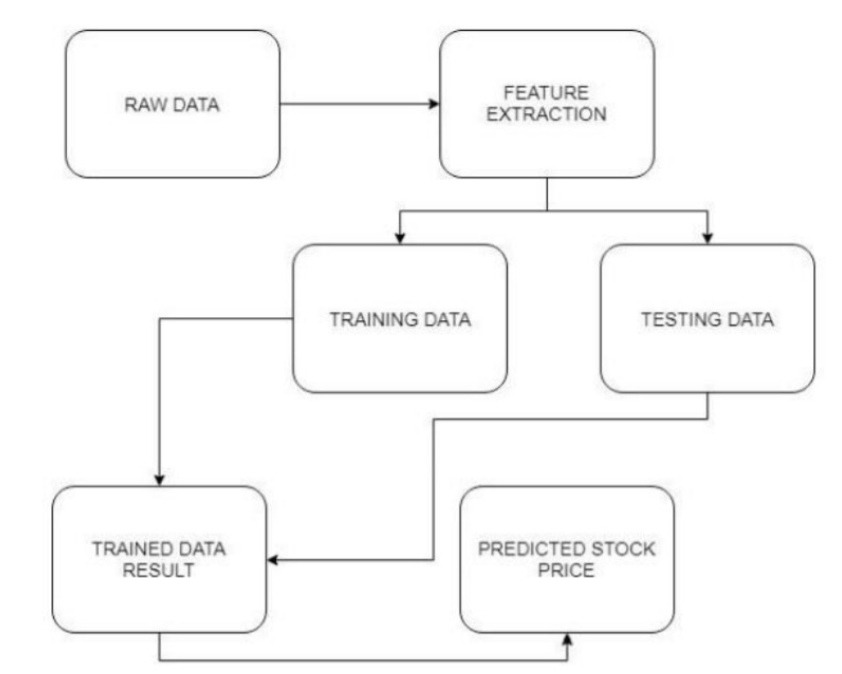 RAW DATA
FEATURE
EXTRACTION
TRAINING DATA
TESTING DATA
TRAINED DATA
RESULT
PREDICTED STOCK
PRICE